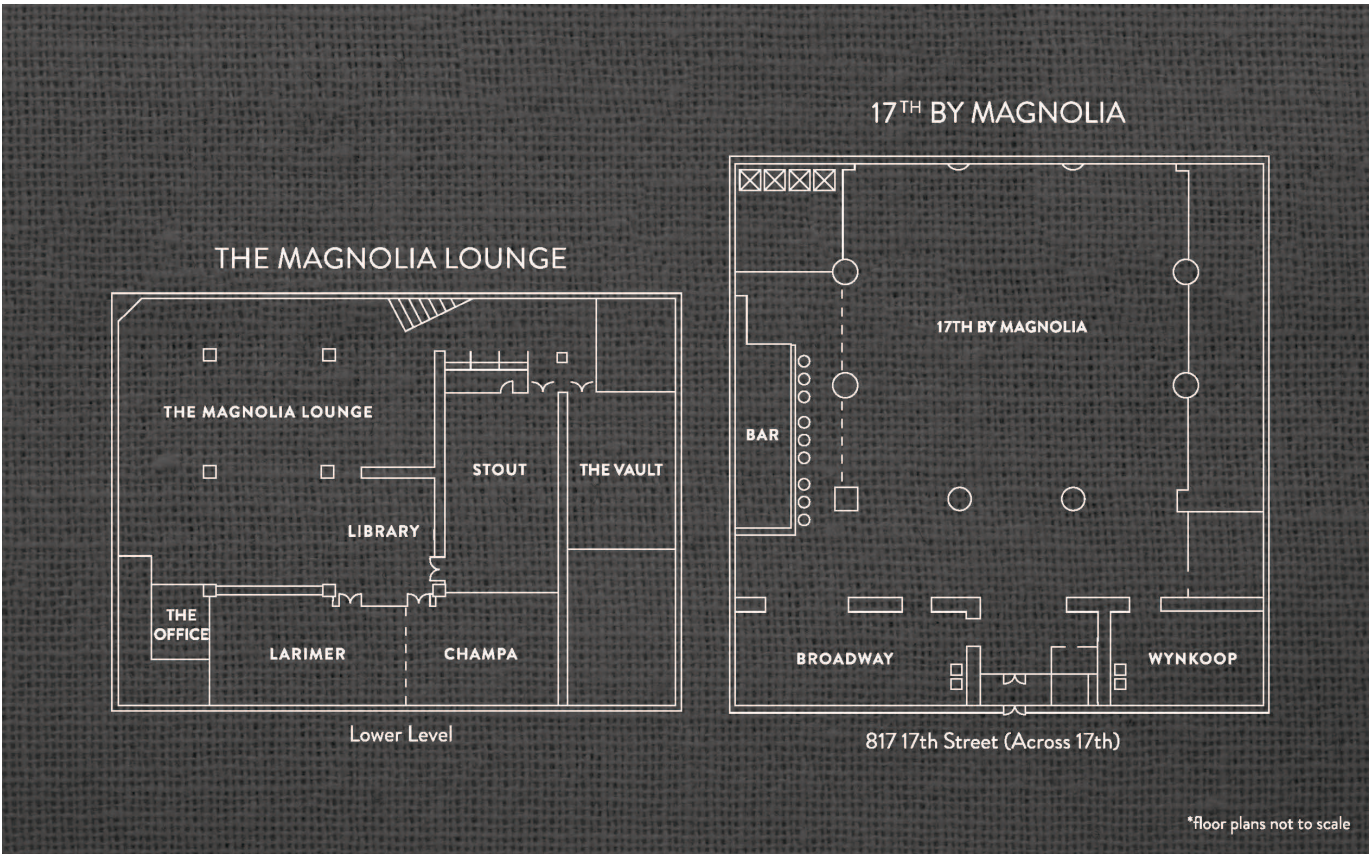 17TH BY MAGNOLIA
THE MAGNOLIA LOUNGE
17TH BY MAGNOLIA
THE MAGNOLIA LOUNGE
BAR
STOUT
THE VAULT
LIBRARY
THE
OFFICE
LARIMER
CHAMPA
BROADWAY
WYNKOOP
Lower Level
817 17th Street (Across 17th)
*floor plans not to scale